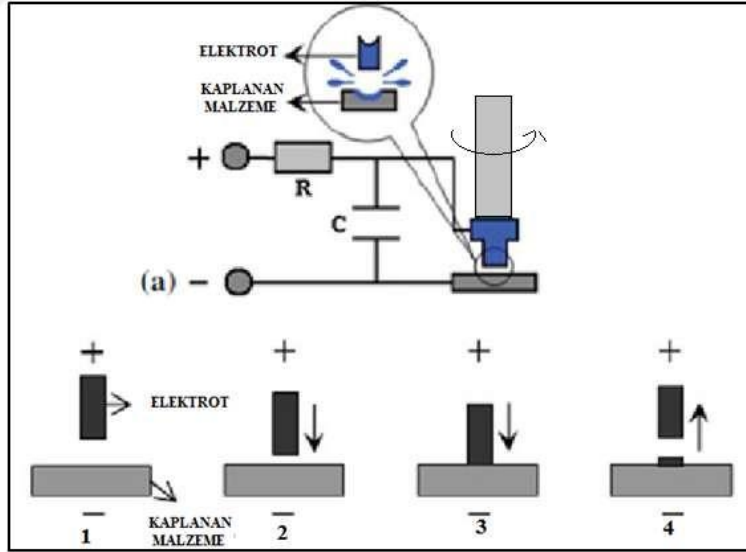 ELEKTROT
KAPLANAN
MALZEME
+
R
C
(a) −
+ + + +
ELEKTROT
− − − −
1 KAPLANAN 2 3 4
MALZEME